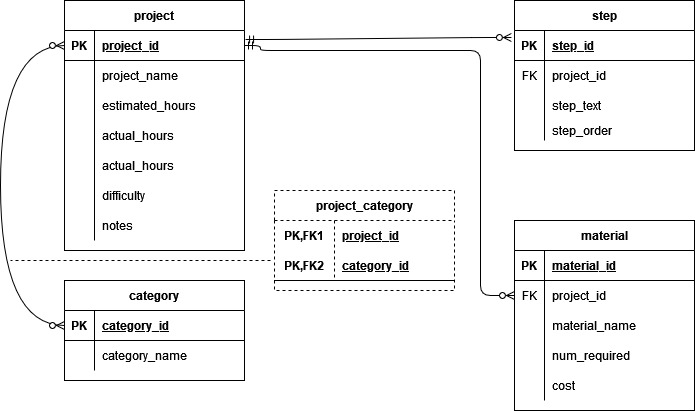 project
PK project_id
project_name
estimated_hours
actual_hours
actual_hours
difficulty
notes
step
PK step_id
FK project_id
step_text
step_order
project_category
PK,FK1 project_id
PK,FK2 category_id
category
PK category_id
category_name
material
PK material_id
FK project_id
material_name
num_required
cost